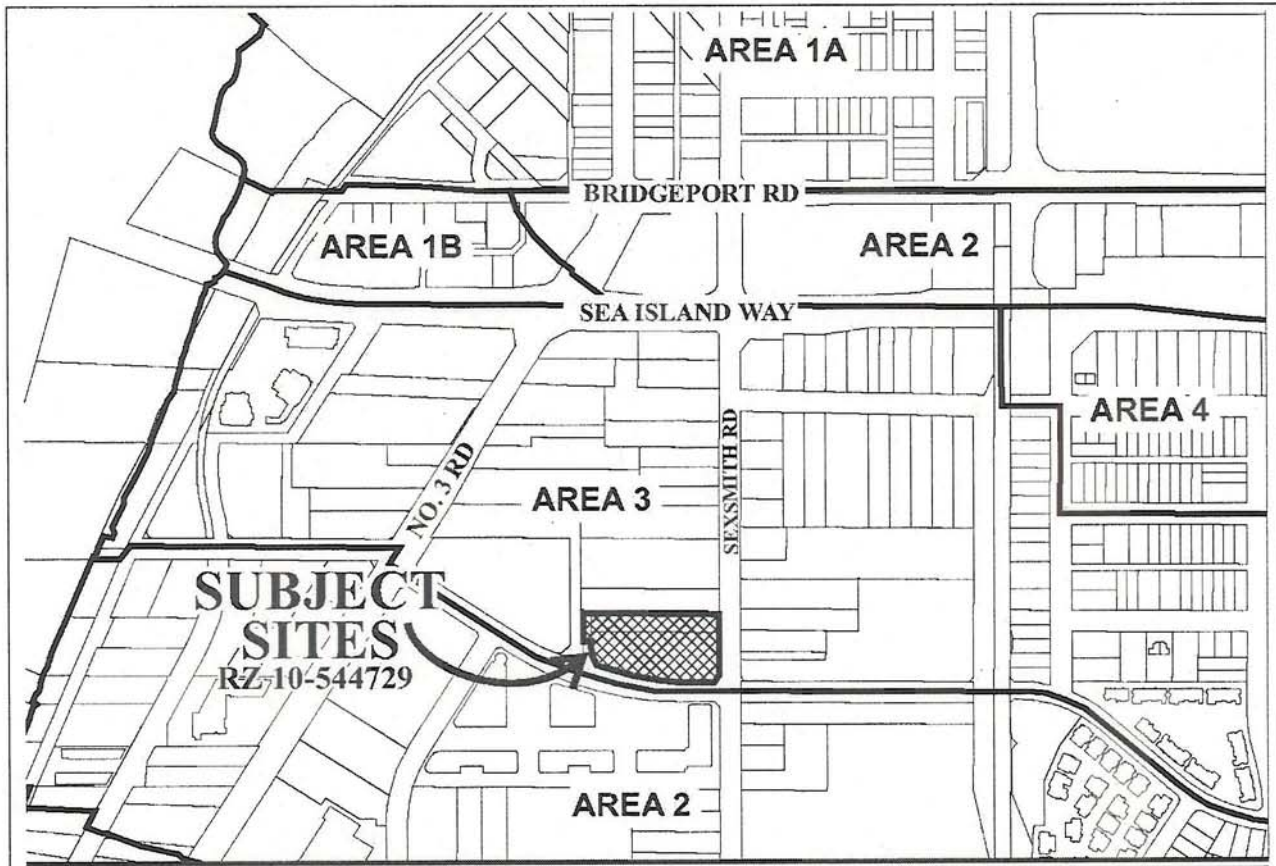 AREA 1A
BRIDGEPORT RD
AREA 1B
AREA 2
SEA ISLAND WAY
AREA 4
NO. 3 RD
SEXSMITH RD
AREA 3
SUBJECT
SITES
RZ 10-544729
AREA 2